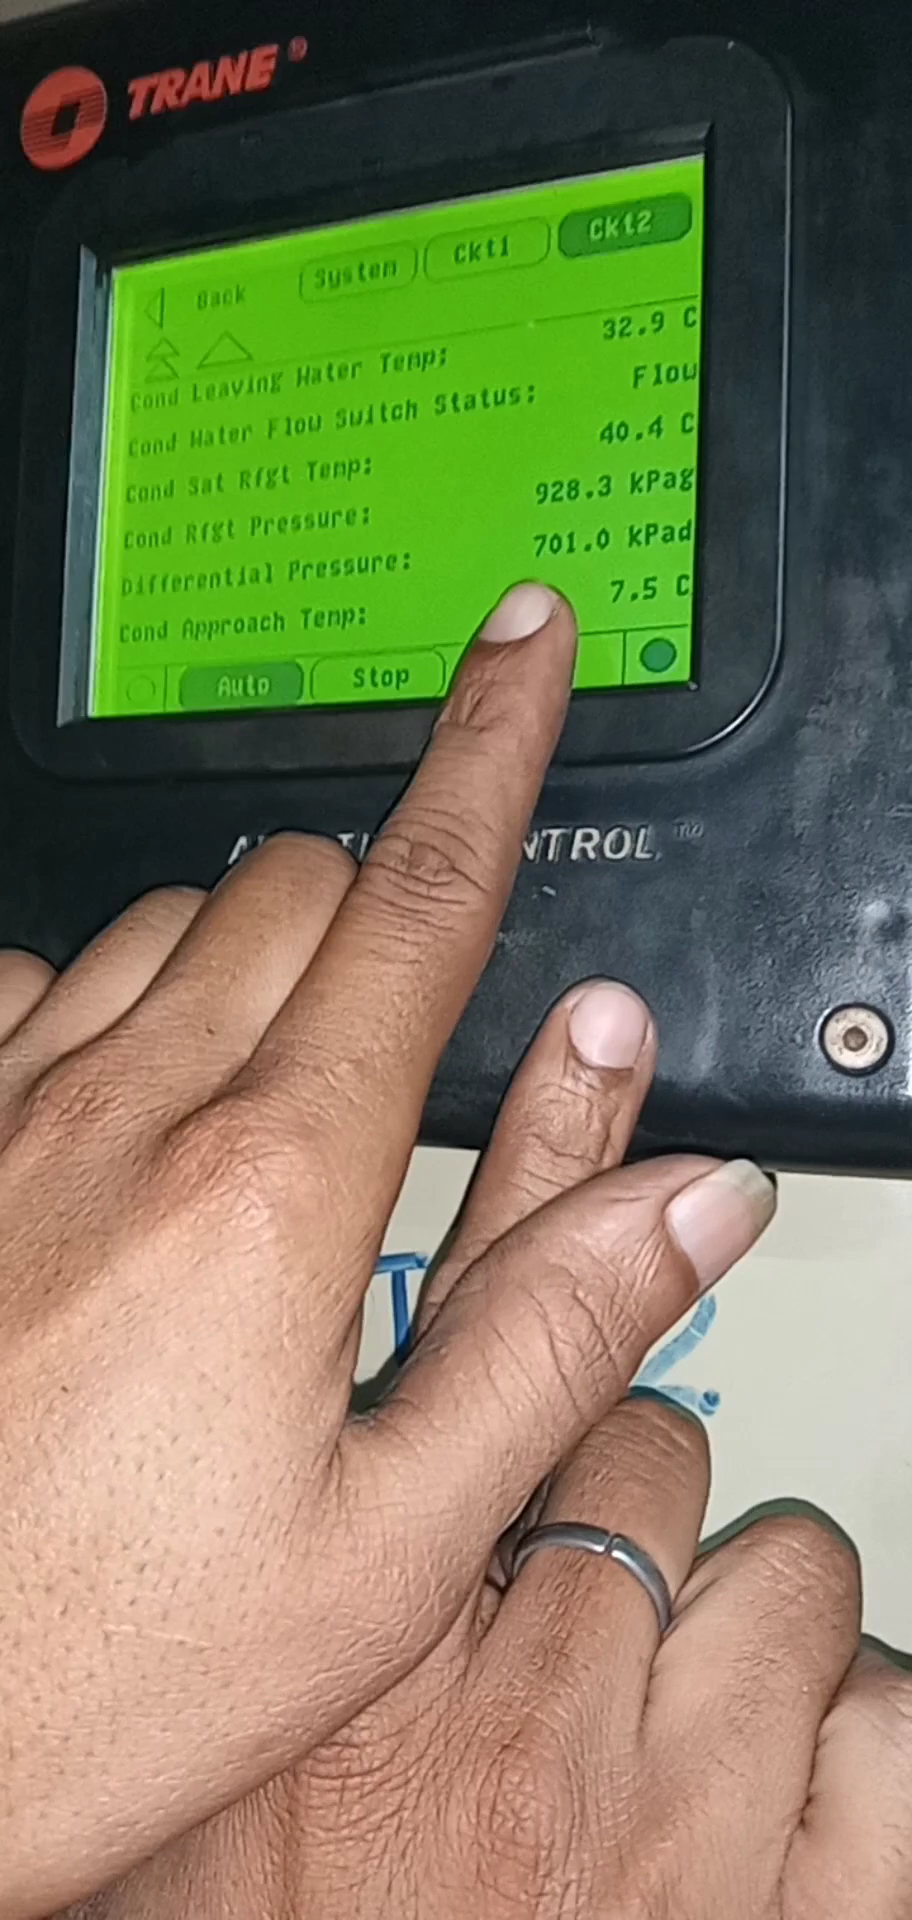 TRANE ®
Back System Ckt1 Ckt2
Cond Leaving Water Temp: 32.9 C
Cond Water Flow Switch Status: Flow
Cond Sat Rfgt Temp: 40.4 C
Cond Rfgt Pressure: 928.3 kPag
Differential Pressure: 701.0 kPad
Cond Approach Temp: 7.5 C
Auto Stop